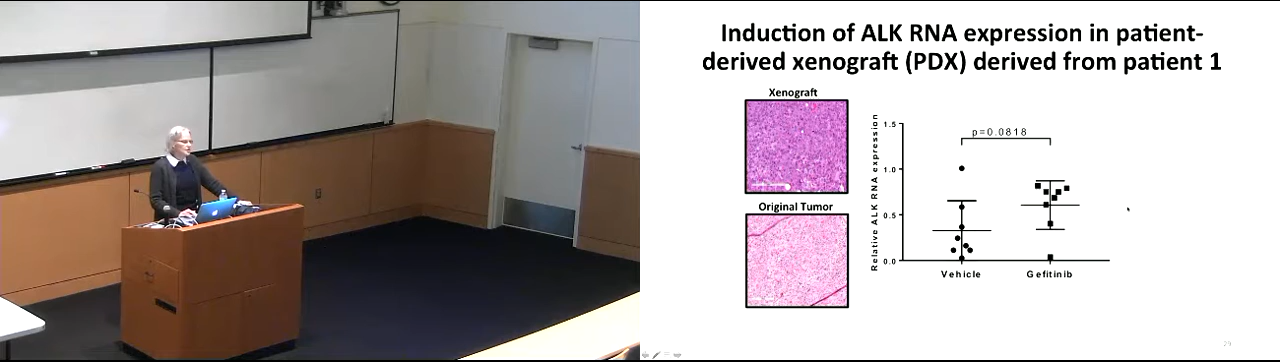 Induction of ALK RNA expression in patient-
derived xenograft (PDX) derived from patient 1
Xenograft
Original Tumor
Relative ALK RNA expression
1.5
1.0
0.5
0.0
p=0.0818
Vehicle
Gefitinib
29